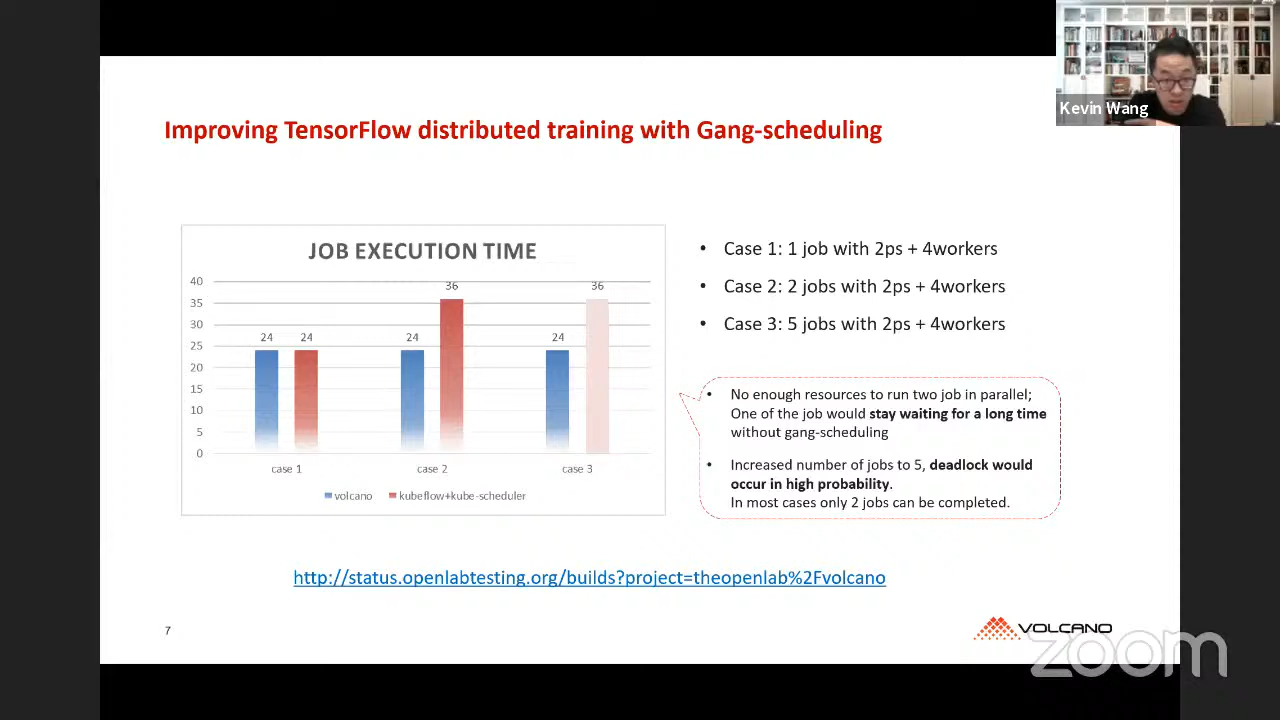 Kevin Wang
Improving TensorFlow distributed training with Gang-scheduling
JOB EXECUTION TIME
40
35
30
25
20
15
10
5
0
24
24
24
36
24
36
case 1
case 2
case 3
volcano
kubeflow+kube-scheduler
• Case 1: 1 job with 2ps + 4workers
• Case 2: 2 jobs with 2ps + 4workers
• Case 3: 5 jobs with 2ps + 4workers
• No enough resources to run two job in parallel;
One of the job would stay waiting for a long time
without gang-scheduling
• Increased number of jobs to 5, deadlock would
occur in high probability.
In most cases only 2 jobs can be completed.
http://status.openlabtesting.org/builds?project=theopenlab%2Fvolcano
7
VOLCANO
zoom